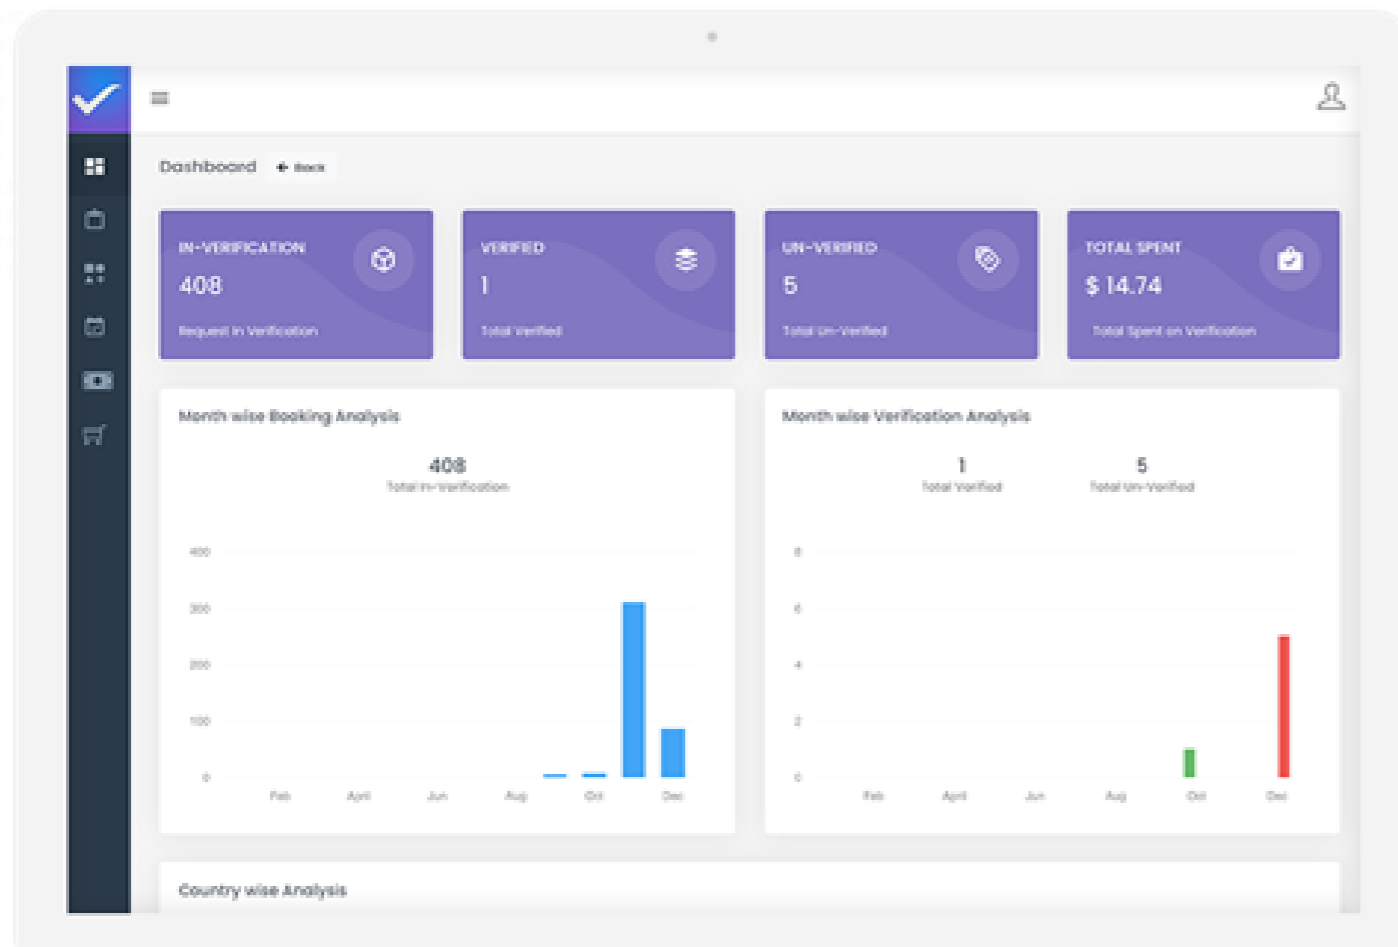 Dashboard ← Back
IN-VERIFICATION
408
Request In Verification
VERIFIED
1
Total Verified
UN-VERIFIED
5
Total Un-Verified
TOTAL SPENT
$ 14.74
Total Spent on Verification
Month wise Booking Analysis
408
Total In-Verification
400
300
200
100
0
Feb April Jun Aug Oct Dec
Month wise Verification Analysis
1
Total Verified
5
Total Un-Verified
8
6
4
2
0
Feb April Jun Aug Oct Dec
Country wise Analysis